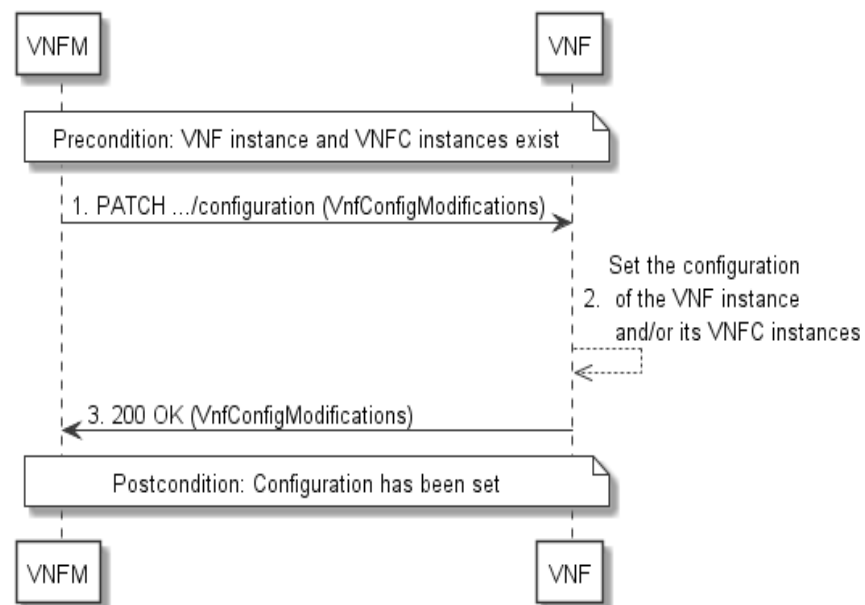 VNFM
VNF
Precondition: VNF instance and VNFC instances exist
1. PATCH .../configuration (VnfConfigModifications)
Set the configuration
2. of the VNF instance
and/or its VNFC instances
3. 200 OK (VnfConfigModifications)
Postcondition: Configuration has been set
VNFM
VNF